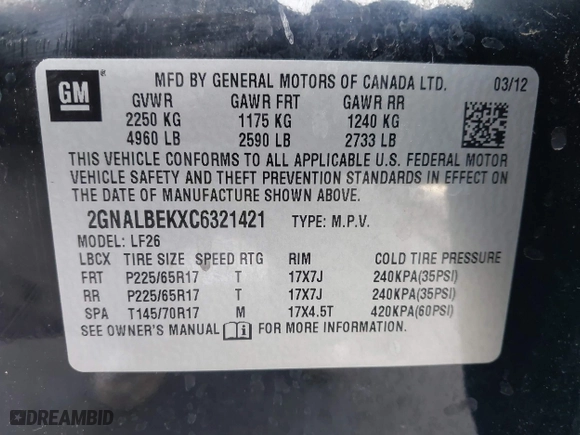 GM
MFD BY GENERAL MOTORS OF CANADA LTD. 03/12
GVWR GAWR FRT GAWR RR
2250 KG 1175 KG 1240 KG
4960 LB 2590 LB 2733 LB
THIS VEHICLE CONFORMS TO ALL APPLICABLE U.S. FEDERAL MOTOR
VEHICLE SAFETY AND THEFT PREVENTION STANDARDS IN EFFECT ON
THE DATE OF MANUFACTURE SHOWN ABOVE.
2GNALBEKXC6321421 TYPE: M.P.V.
MODEL: LF26
LBCX TIRE SIZE SPEED RTG RIM COLD TIRE PRESSURE
FRT P225/65R17 T 17X7J 240KPA(35PSI)
RR P225/65R17 T 17X7J 240KPA(35PSI)
SPA T145/70R17 M 17X4.5T 420KPA(60PSI)
SEE OWNER'S MANUAL FOR MORE INFORMATION.
DREAMBID